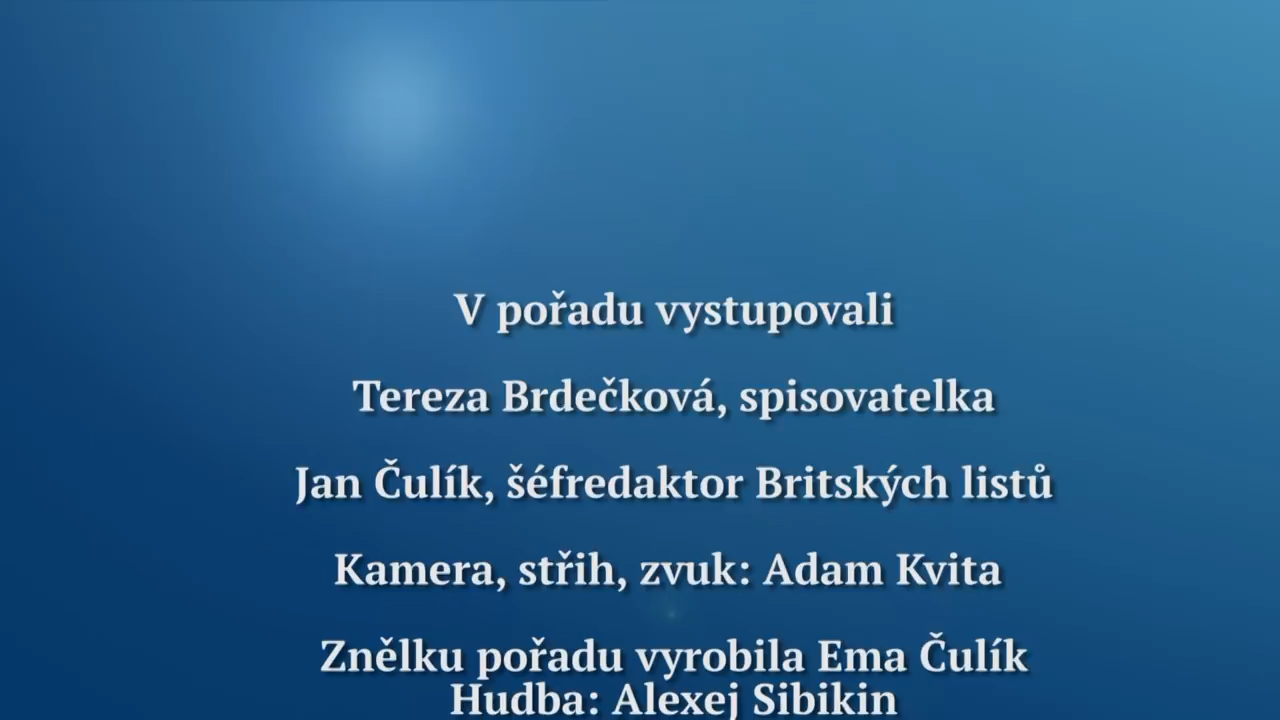 V pořadu vystupovali
Tereza Brdečková, spisovatelka
Jan Čulík, šéfredaktor Britských listů
Kamera, střih, zvuk: Adam Kvita
Znělku pořadu vyrobila Ema Čulík
Hudba: Alexej Sibikin